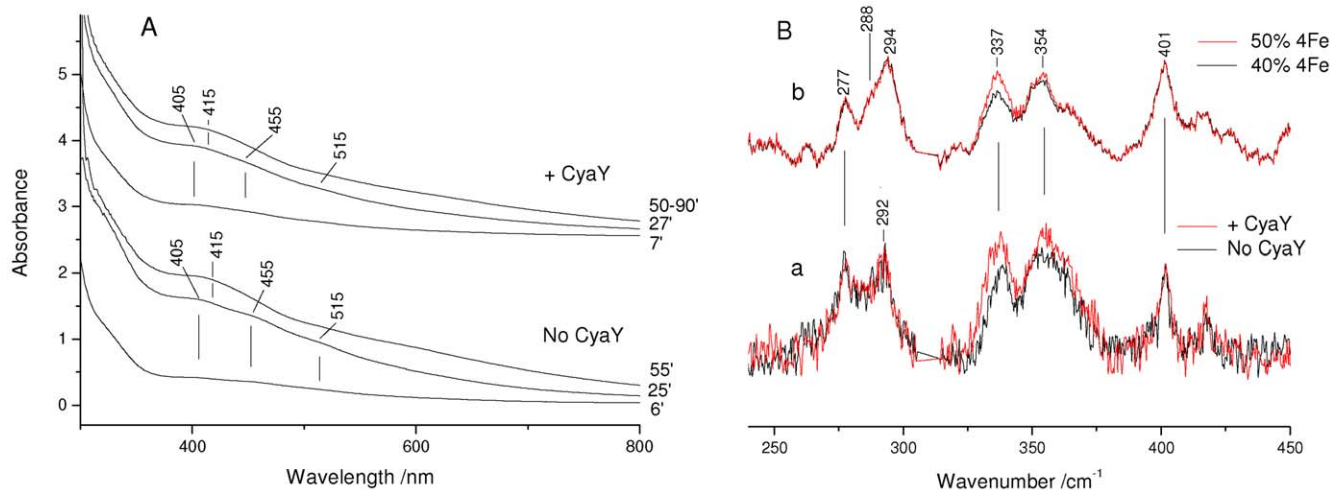 A
5
4
3
2
1
0
Absorbance
405
415
455
515
+ CyaY
50-90'
27'
7'
405
415
455
515
No CyaY
55'
25'
6'
400
600
800
Wavelength /nm
B
277
288
294
337
354
401
50% 4Fe
40% 4Fe
b
292
+ CyaY
No CyaY
a
250
300
350
400
450
Wavenumber /cm-1